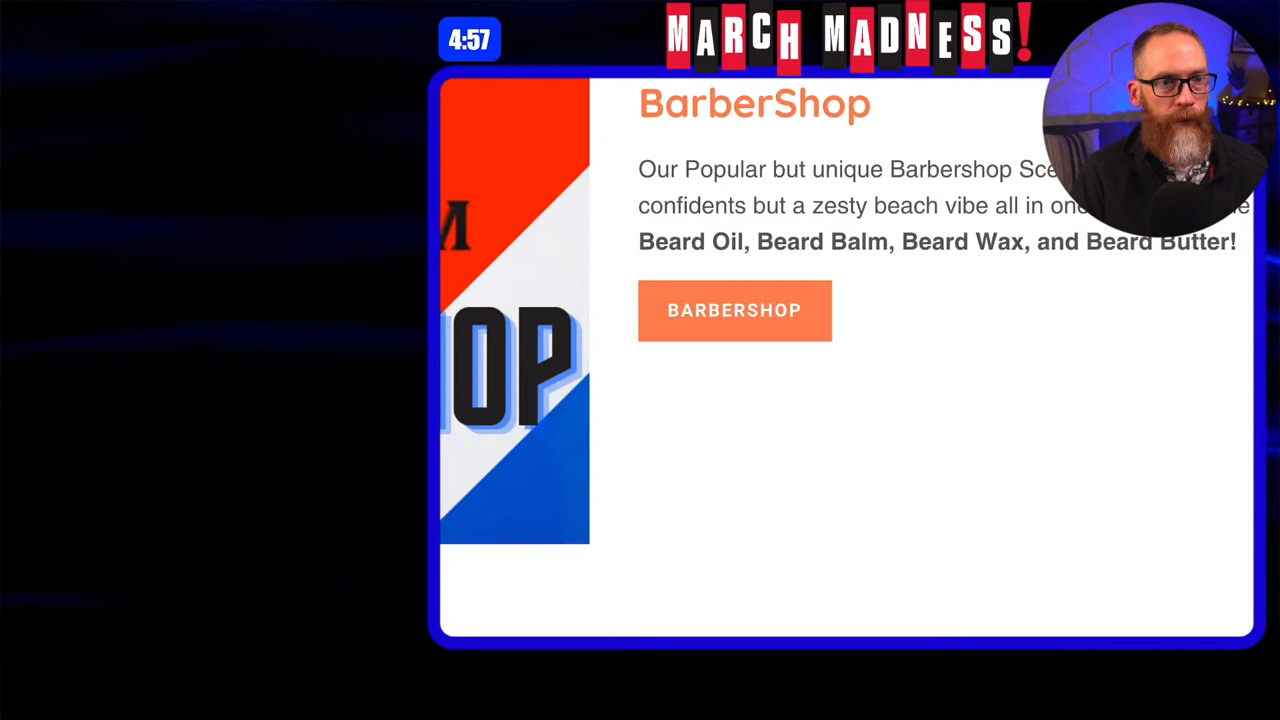 4:57
MARCH MADNESS!
BarberShop
Our Popular but unique Barbershop
confidents but a zesty beach vibe all in one
Beard Oil, Beard Balm, Beard Wax, and Beard Butter!
BARBERSHOP
M
OP